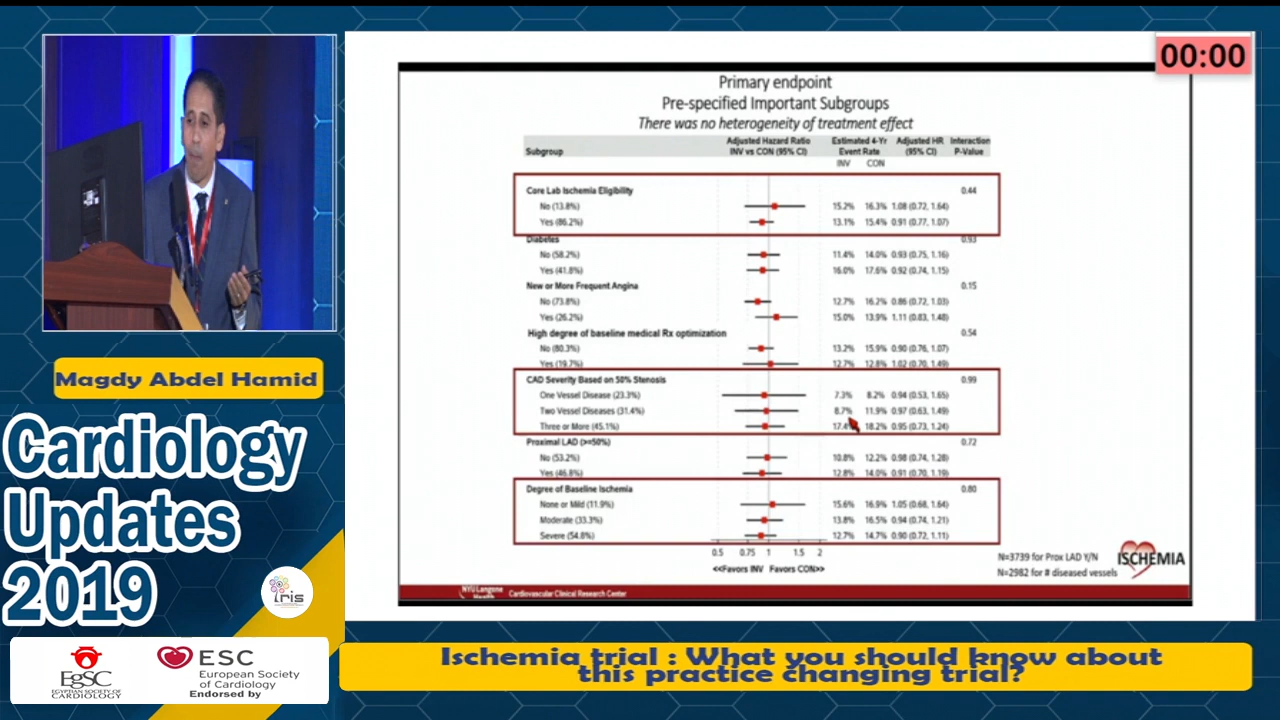 00:00
Primary endpoint
Pre-specified Important Subgroups
There was no heterogeneity of treatment effect
Subgroup Adjusted Hazard Ratio INV vs CON (95% CI) Estimated 4-Yr Event Rate Adjusted HR (95% CI) Interaction P-Value
INV CON
Core Lab Ischemia Eligibility 0.44
No (13.8%) 15.2% 16.3% 1.08 (0.72, 1.64)
Yes (86.2%) 13.1% 15.4% 0.91 (0.77, 1.07)
Diabetes 0.93
No (58.2%) 11.4% 14.0% 0.93 (0.75, 1.16)
Yes (41.8%) 16.0% 17.6% 0.92 (0.74, 1.15)
New or More Frequent Angina 0.15
No (73.8%) 12.7% 16.2% 0.86 (0.72, 1.03)
Yes (26.2%) 15.0% 13.9% 1.11 (0.83, 1.48)
High degree of baseline medical Rx optimization 0.54
No (80.3%) 13.2% 15.9% 0.90 (0.76, 1.07)
Yes (19.7%) 12.7% 12.8% 1.02 (0.70, 1.49)
CAD Severity Based on 50% Stenosis 0.99
One Vessel Disease (23.3%) 7.3% 8.2% 0.94 (0.53, 1.65)
Two Vessel Diseases (31.4%) 8.7% 11.9% 0.97 (0.63, 1.49)
Three or More (45.1%) 17.4% 18.2% 0.95 (0.73, 1.24)
Proximal LAD (>=50%) 0.72
No (53.2%) 10.8% 12.2% 0.98 (0.74, 1.28)
Yes (46.8%) 12.8% 14.0% 0.91 (0.70, 1.19)
Degree of Baseline Ischemia 0.80
None or Mild (11.9%) 15.6% 16.9% 1.05 (0.68, 1.64)
Moderate (33.3%) 13.8% 16.5% 0.94 (0.74, 1.21)
Severe (54.8%) 12.7% 14.7% 0.90 (0.72, 1.11)
0.5 0.75 1 1.5 2
<<Favors INV Favors CON>>
N=3739 for Prox LAD Y/N
N=2982 for # diseased vessels
ISCHEMIA
NYU Langone Health
Cardiovascular Clinical Research Center
Magdy Abdel Hamid
Cardiology
Updates
2019
iris
EgSC
EGYPTIAN SOCIETY OF
CARDIOLOGY
ESC
European Society
of Cardiology
Endorsed by
Ischemia trial : What you should know about
this practice changing trial?